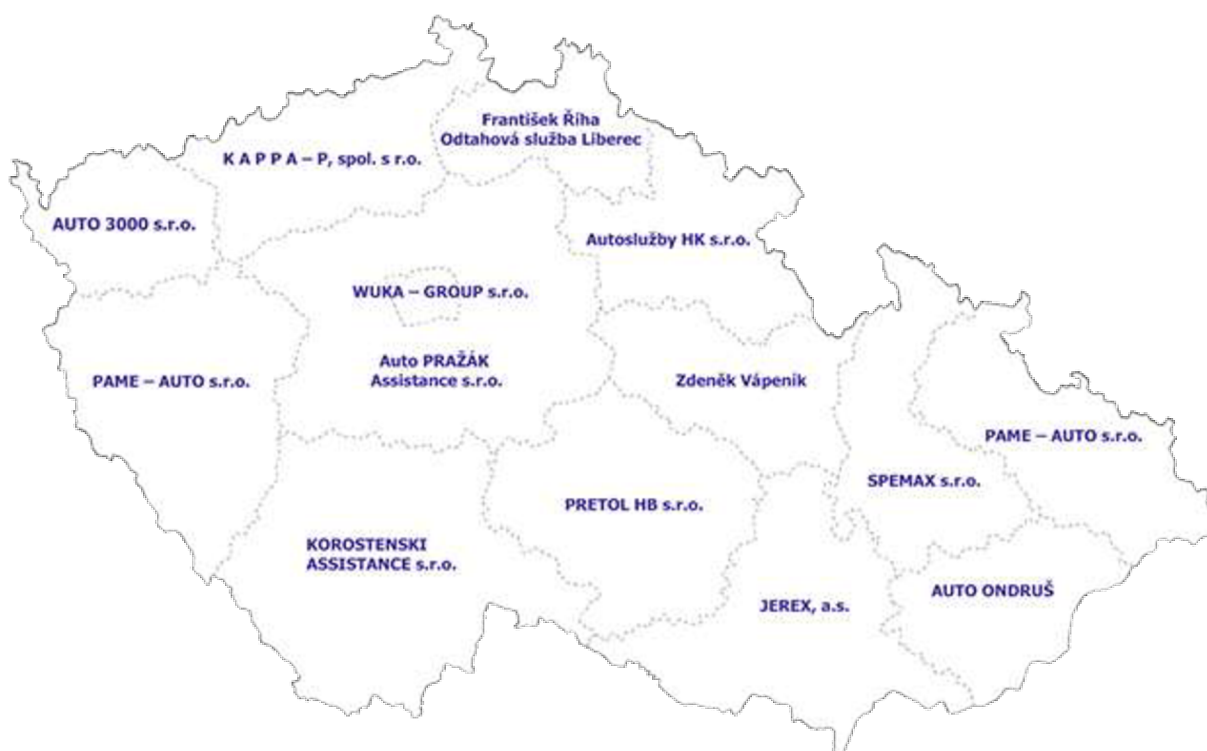 František Říha
Odtahová služba Liberec
K A P P A – P, spol. s r.o.
AUTO 3000 s.r.o.
Autoslužby HK s.r.o.
WUKA – GROUP s.r.o.
Auto PRAŽÁK
Assistance s.r.o.
PAME – AUTO s.r.o.
Zdeněk Vápeník
PAME – AUTO s.r.o.
SPEMAX s.r.o.
PRETOL HB s.r.o.
KOROSTENSKI
ASSISTANCE s.r.o.
AUTO ONDRUŠ
JEREX, a.s.